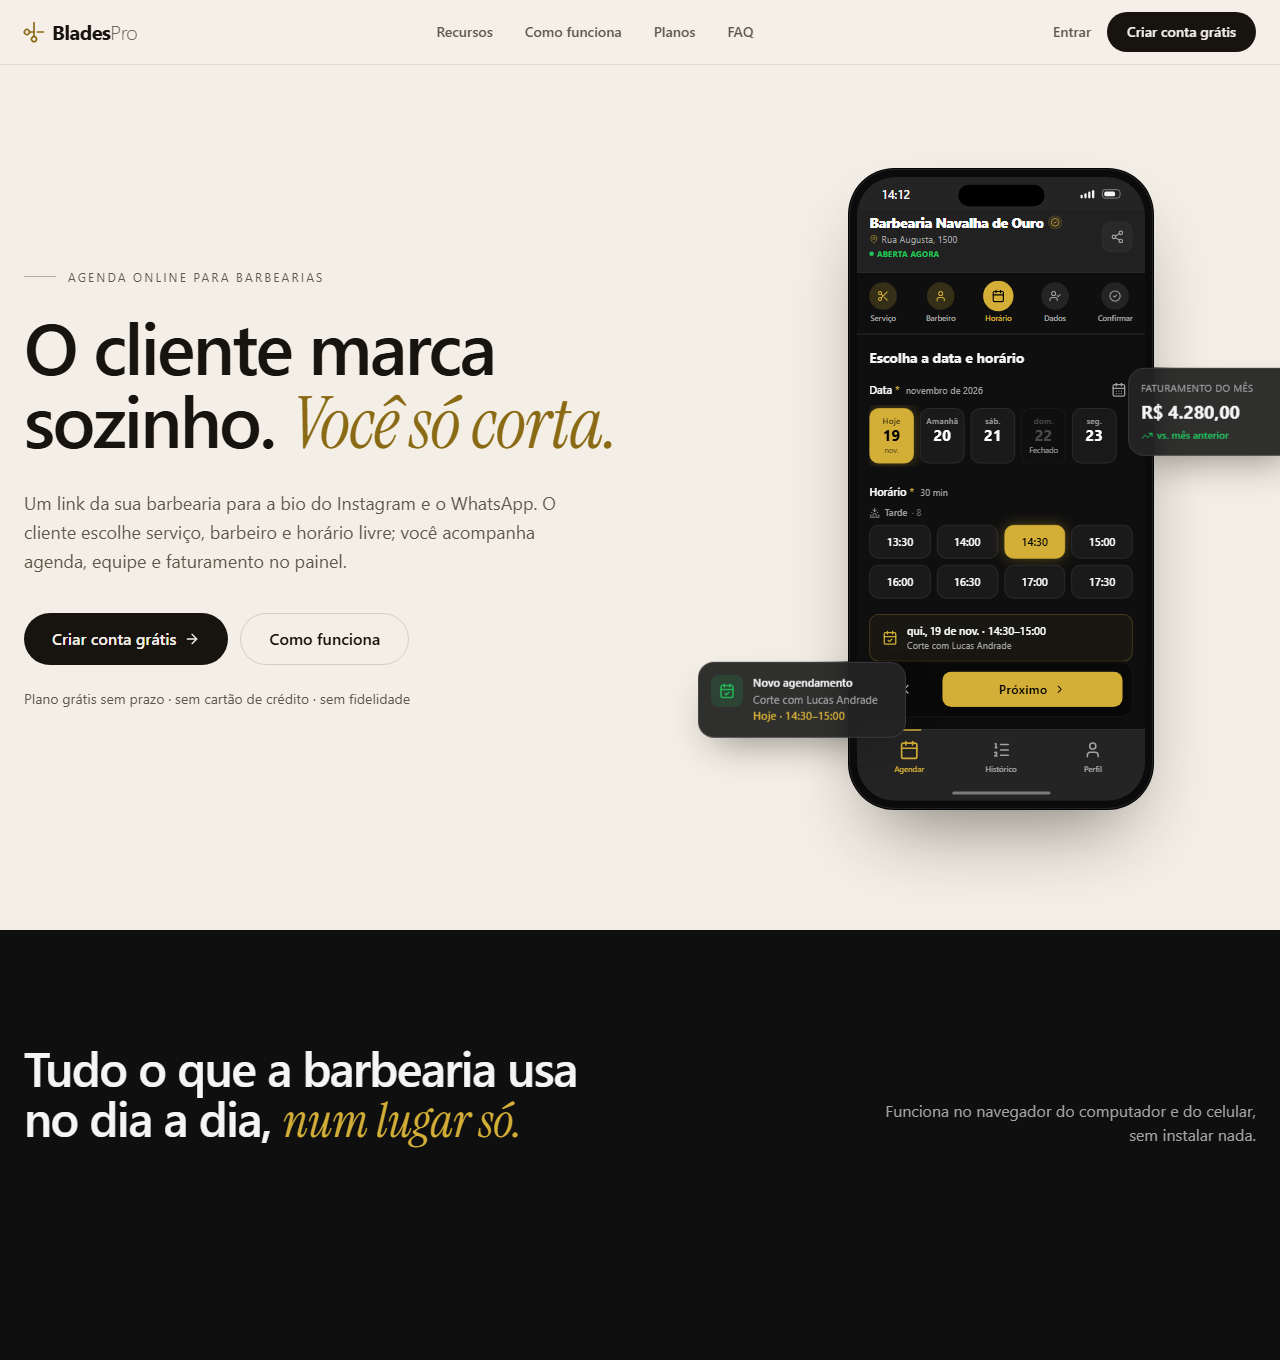 BladesPro
Recursos
Como funciona
Planos
FAQ
Entrar
Criar conta grátis
AGENDA ONLINE PARA BARBEARIAS
O cliente marca
sozinho. Você só corta.
Um link da sua barbearia para a bio do Instagram e o WhatsApp. O
cliente escolhe serviço, barbeiro e horário livre; você acompanha
agenda, equipe e faturamento no painel.
Criar conta grátis
Como funciona
Plano grátis sem prazo · sem cartão de crédito · sem fidelidade
14:12
Barbearia Navalha de Ouro
Rua Augusta, 1500
ABERTA AGORA
Serviço
Barbeiro
Horário
Dados
Confirmar
Escolha a data e horário
Data * novembro de 2026
Hoje
19
nov.
Amanhã
20
sáb.
21
dom.
22
Fechado
seg.
23
FATURAMENTO DO MÊS
R$ 4.280,00
vs. mês anterior
Horário * 30 min
Tarde · 8
13:30 14:00 14:30 15:00
16:00 16:30 17:00 17:30
qui., 19 de nov. · 14:30–15:00
Corte com Lucas Andrade
Novo agendamento
Corte com Lucas Andrade
Hoje · 14:30–15:00
Próximo
Agendar
Histórico
Perfil
Tudo o que a barbearia usa
no dia a dia, num lugar só.
Funciona no navegador do computador e do celular,
sem instalar nada.